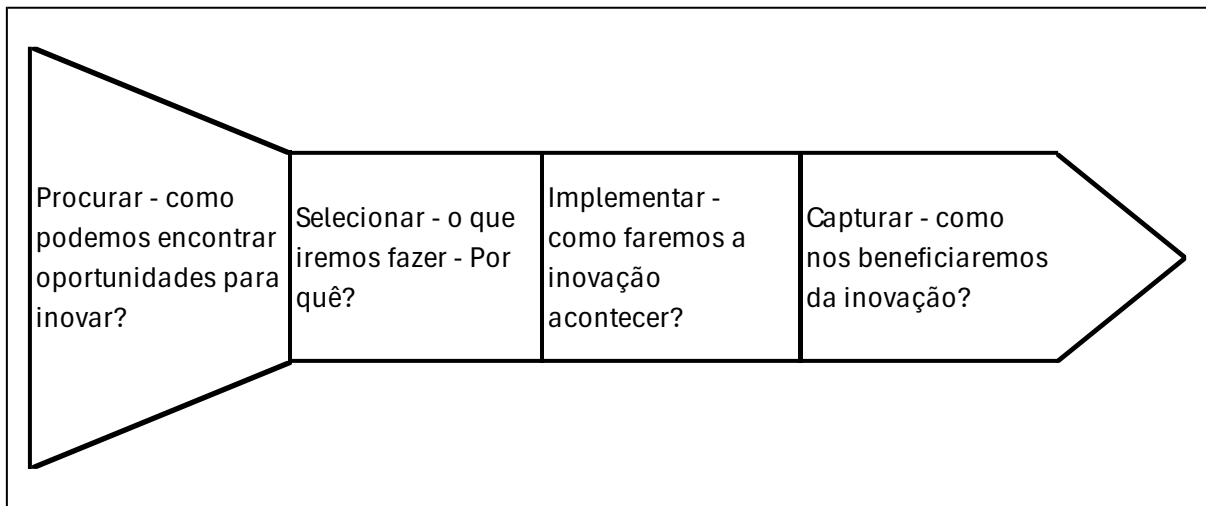 Procurar - como
podemos encontrar
oportunidades para
inovar?
Selecionar - o que
iremos fazer - Por
quê?
Implementar -
como faremos a
inovação
acontecer?
Capturar - como
nos beneficiaremos
da inovação?